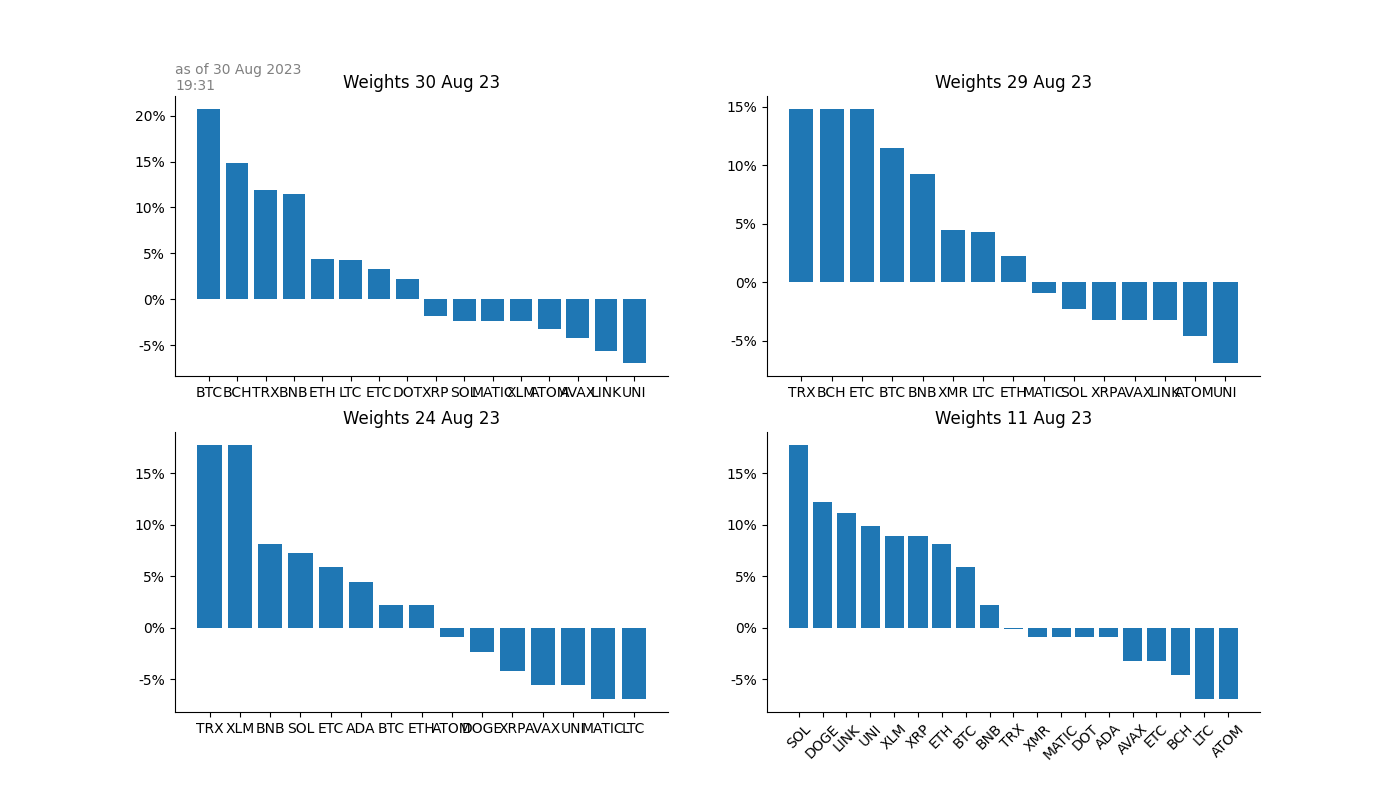 as of 30 Aug 2023
19:31
Weights 30 Aug 23
20%
15%
10%
5%
0%
-5%
BTC BCH TRX BNB ETH LTC ETC DOT XRP SOL MATIC XLM ATOM AVAX LINK UNI
Weights 29 Aug 23
15%
10%
5%
0%
-5%
TRX BCH ETC BTC BNB XMR LTC ETH MATIC SOL XRP AVAX LINK ATOM UNI
Weights 24 Aug 23
15%
10%
5%
0%
-5%
TRX XLM BNB SOL ETC ADA BTC ETH ATOM DOGE XRP AVAX UNI MATIC LTC
Weights 11 Aug 23
15%
10%
5%
0%
-5%
SOL DOGE LINK UNI XLM XRP ETH BTC BNB TRX XMR MATIC DOT ADA AVAX ETC BCH LTC ATOM